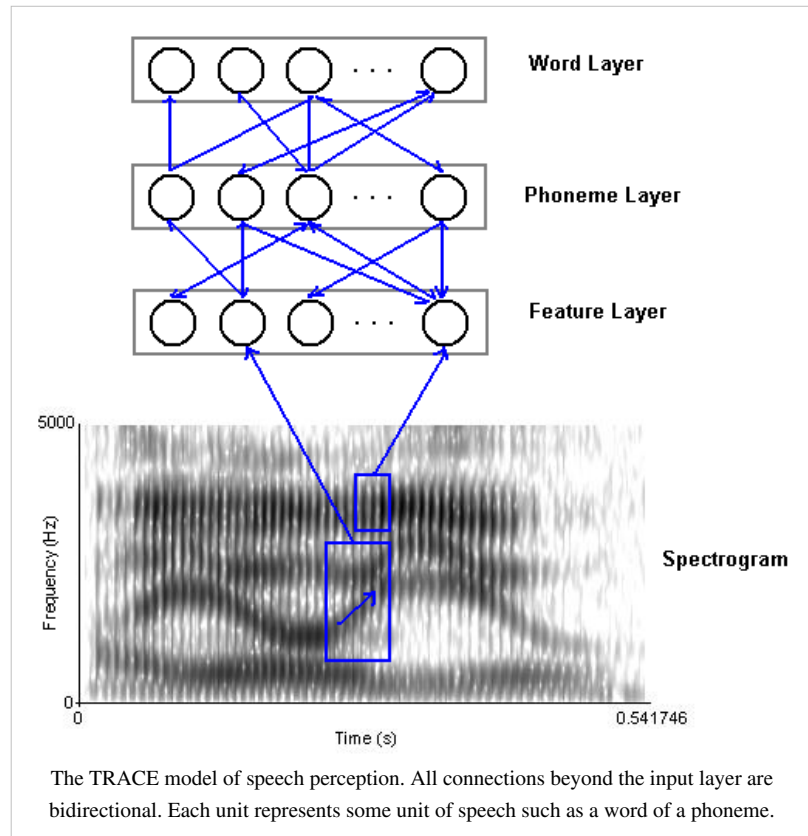 Word Layer
. . .
Phoneme Layer
. . .
Feature Layer
. . .
5000
Frequency (Hz)
Spectrogram
0
0
0.541746
Time (s)
The TRACE model of speech perception. All connections beyond the input layer are
bidirectional. Each unit represents some unit of speech such as a word of a phoneme.